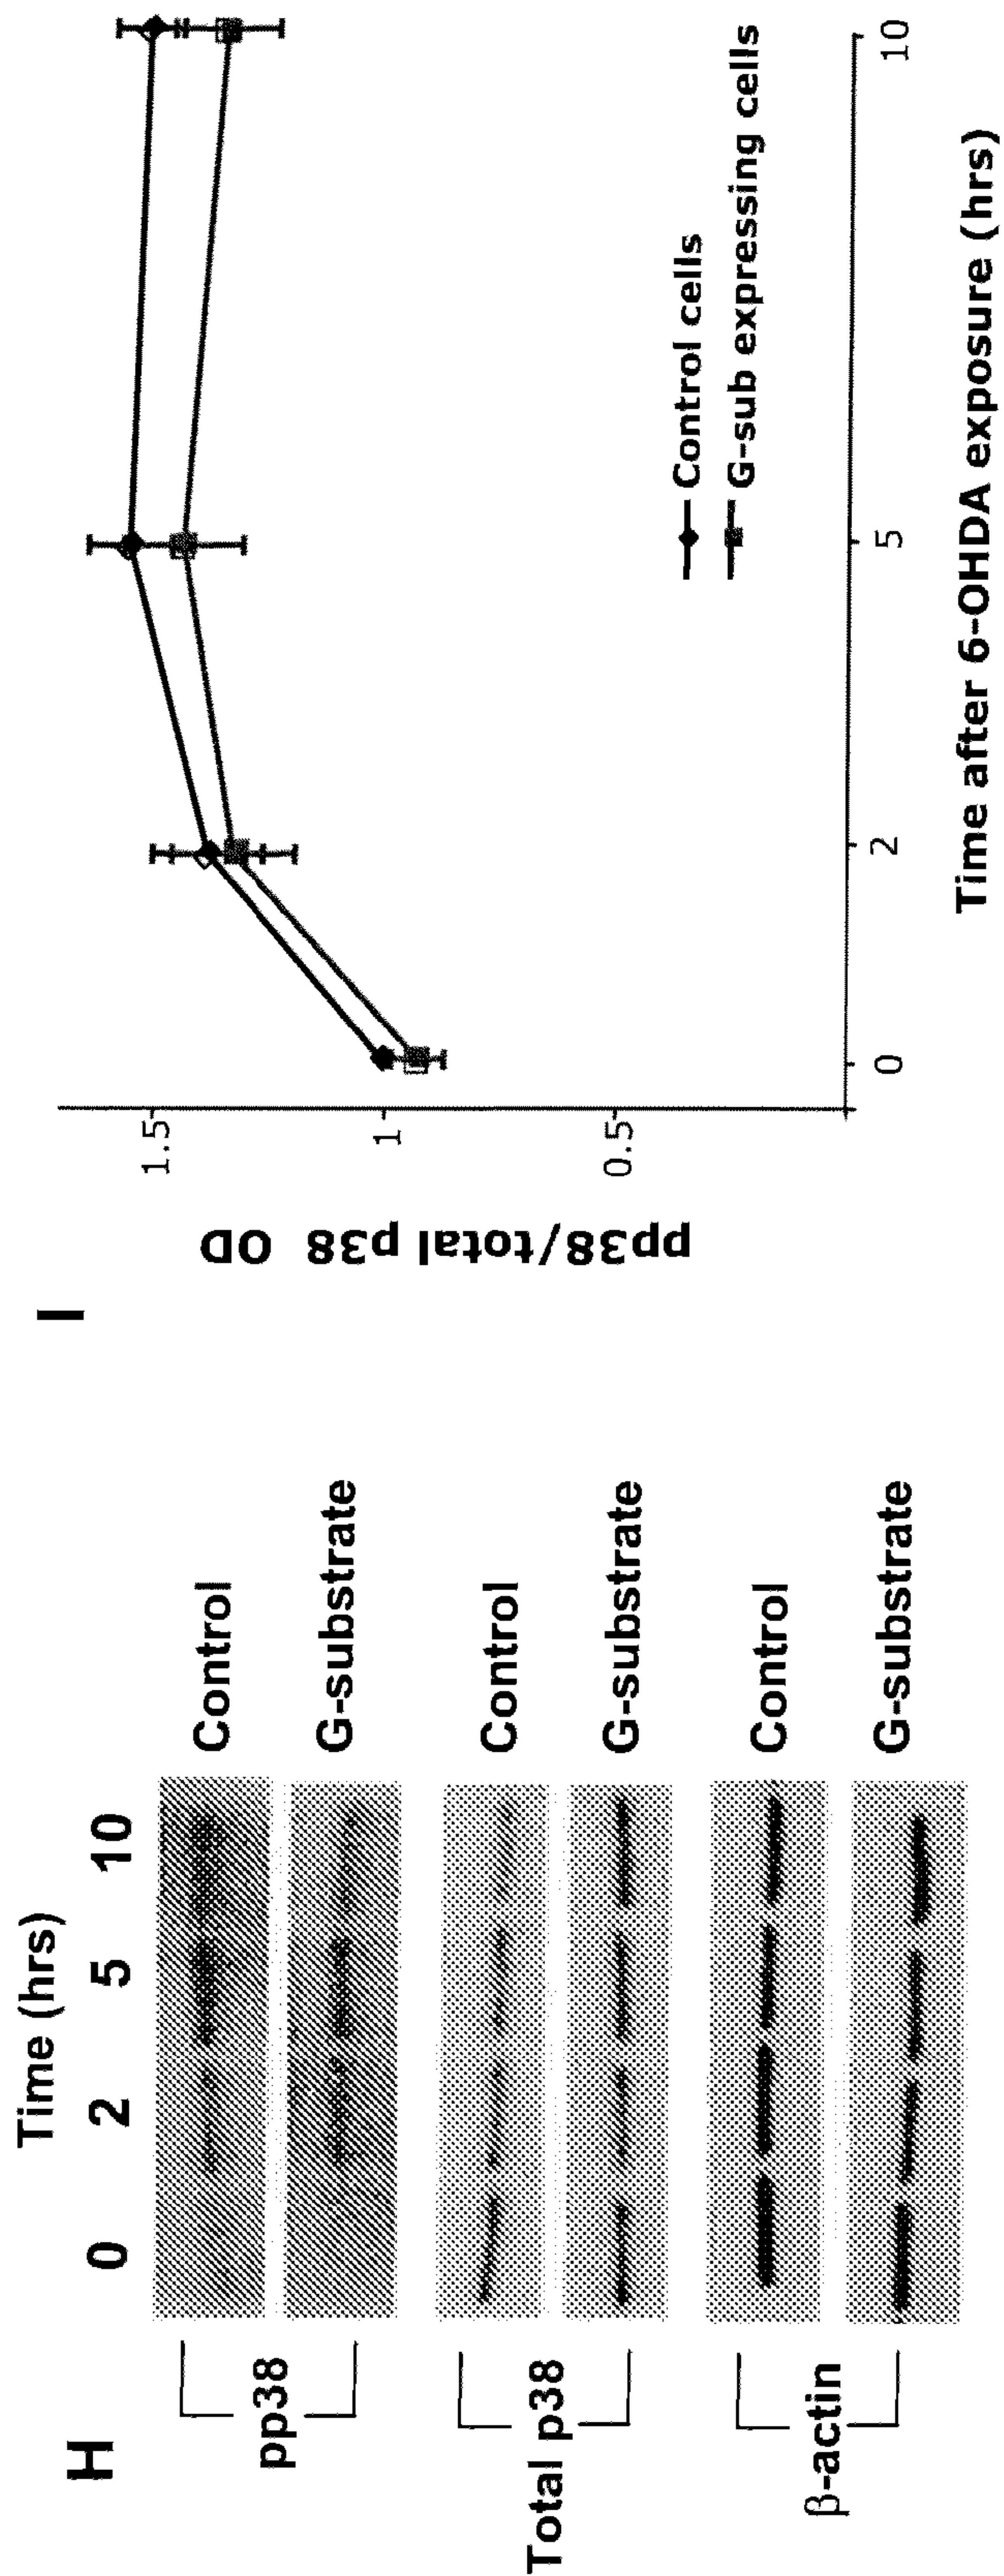 H
Time (hrs)
0 2 5 10
pp38
Control
G-substrate
Total p38
Control
G-substrate
β-actin
Control
G-substrate
I
pp38/total p38 OD
1.5
1
0.5
0 2 5 10
Time after 6-OHDA exposure (hrs)
Control cells
G-sub expressing cells